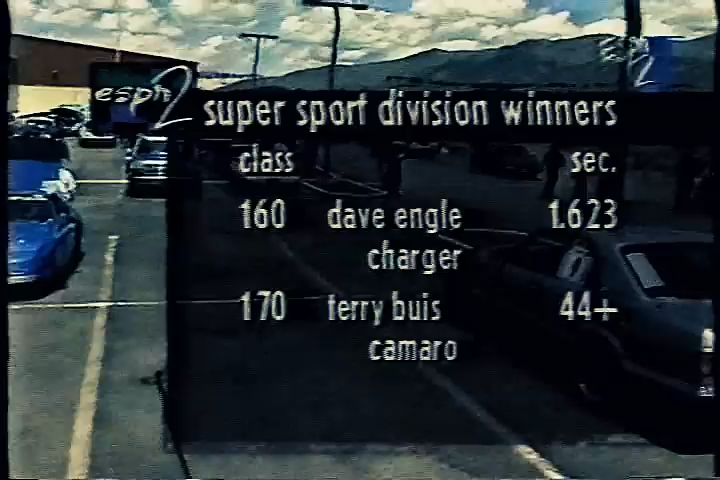 espn2
super sport division winners
class sec.
160 dave engle 1.623
charger
170 terry buis 44+
camaro